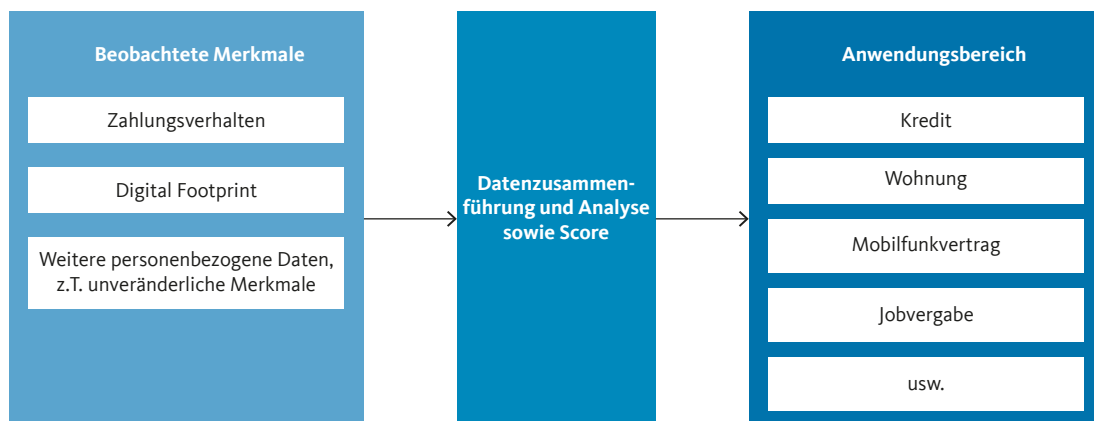 Beobachtete Merkmale
Zahlungsverhalten
Digital Footprint
Weitere personenbezogene Daten,
z.T. unveränderliche Merkmale
Datenzusammen-
führung und Analyse
sowie Score
Anwendungsbereich
Kredit
Wohnung
Mobilfunkvertrag
Jobvergabe
usw.